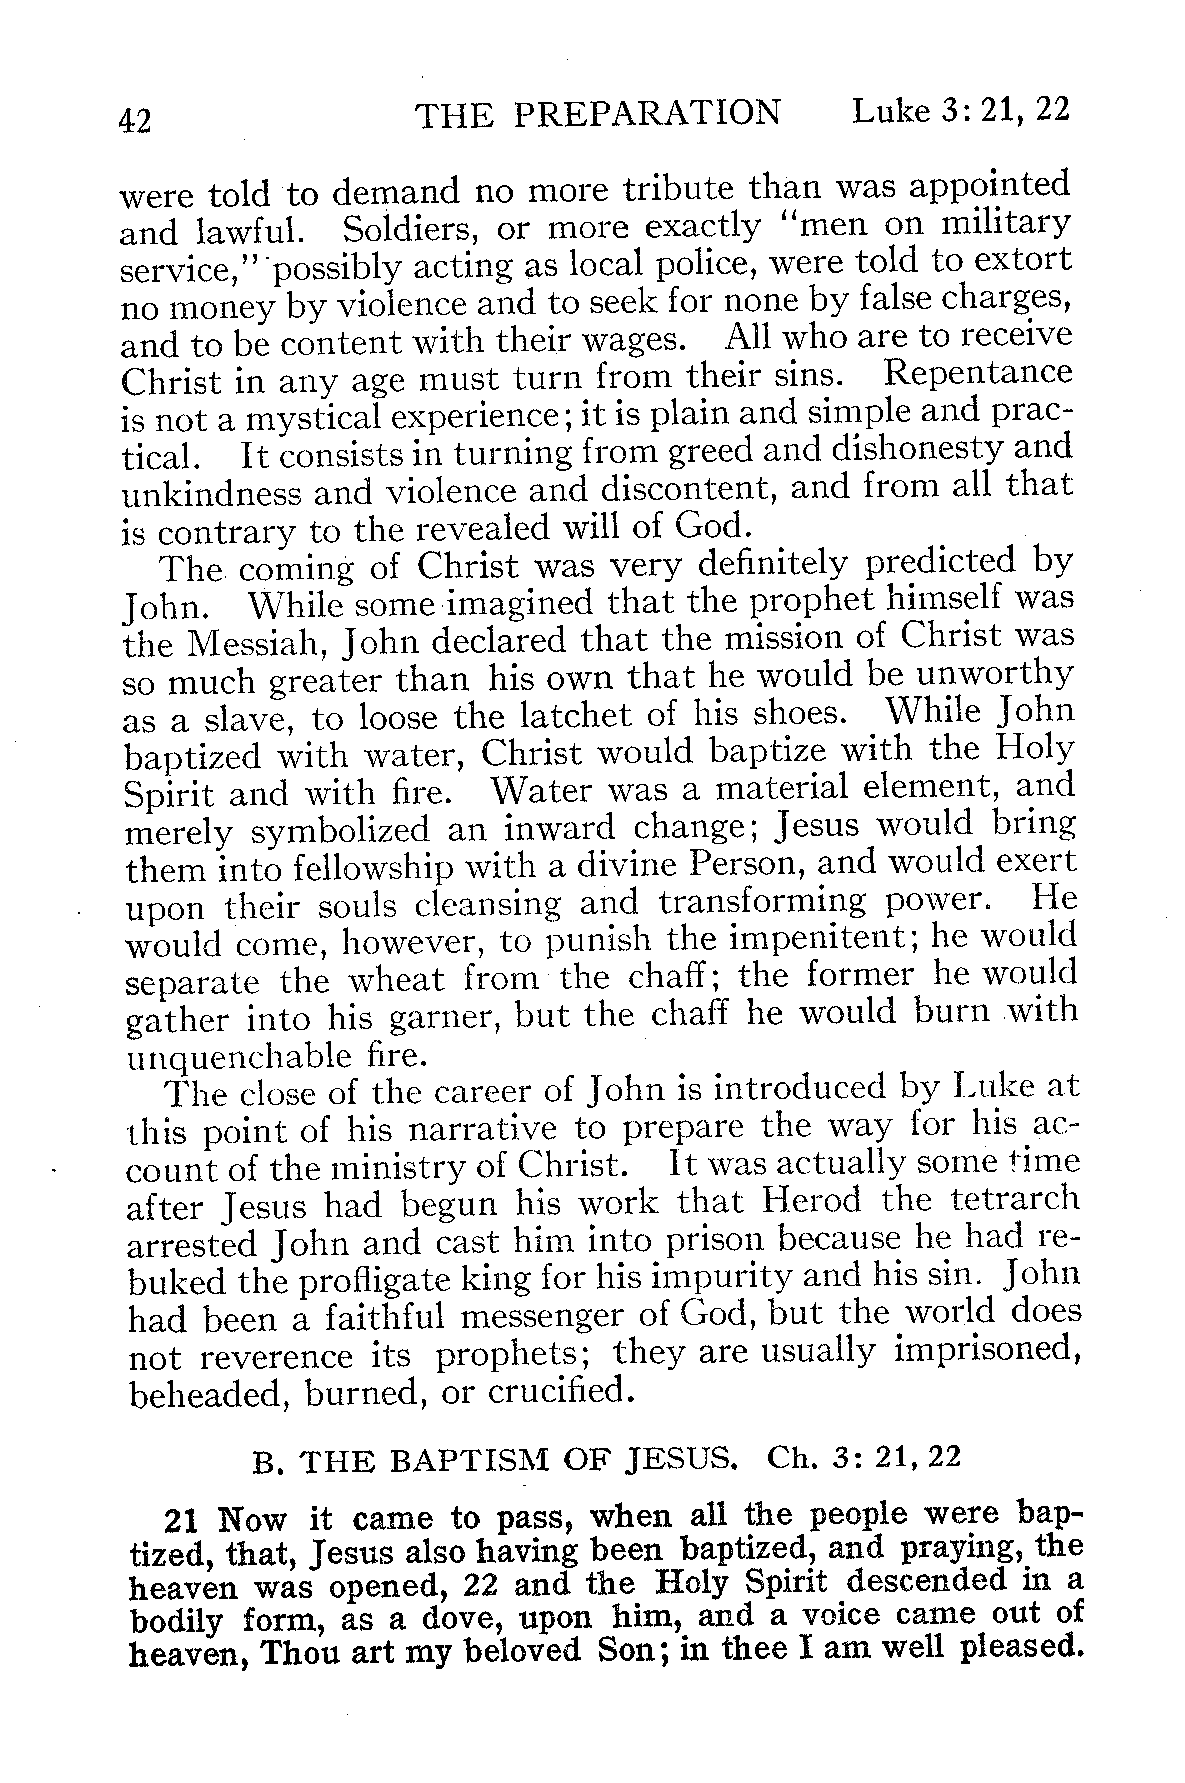 42 THE PREPARATION Luke 3: 21, 22
were told to demand no more tribute than was appointed
and lawful. Soldiers, or more exactly "men on military
service," possibly acting as local police, were told to extort
no money by violence and to seek for none by false charges,
and to be content with their wages. All who are to receive
Christ in any age must turn from their sins. Repentance
is not a mystical experience; it is plain and simple and prac-
tical. It consists in turning from greed and dishonesty and
unkindness and violence and discontent, and from all that
is contrary to the revealed will of God.
The coming of Christ was very definitely predicted by
John. While some imagined that the prophet himself was
the Messiah, John declared that the mission of Christ was
so much greater than his own that he would be unworthy
as a slave, to loose the latchet of his shoes. While John
baptized with water, Christ would baptize with the Holy
Spirit and with fire. Water was a material element, and
merely symbolized an inward change; Jesus would bring
them into fellowship with a divine Person, and would exert
upon their souls cleansing and transforming power. He
would come, however, to punish the impenitent; he would
separate the wheat from the chaff; the former he would
gather into his garner, but the chaff he would burn with
unquenchable fire.
The close of the career of John is introduced by Luke at
this point of his narrative to prepare the way for his ac-
count of the ministry of Christ. It was actually some time
after Jesus had begun his work that Herod the tetrarch
arrested John and cast him into prison because he had re-
buked the profligate king for his impurity and his sin. John
had been a faithful messenger of God, but the world does
not reverence its prophets; they are usually imprisoned,
beheaded, burned, or crucified.
B. THE BAPTISM OF JESUS. Ch. 3: 21, 22
21 Now it came to pass, when all the people were bap-
tized, that, Jesus also having been baptized, and praying, the
heaven was opened, 22 and the Holy Spirit descended in a
bodily form, as a dove, upon him, and a voice came out of
heaven, Thou art my beloved Son; in thee I am well pleased.